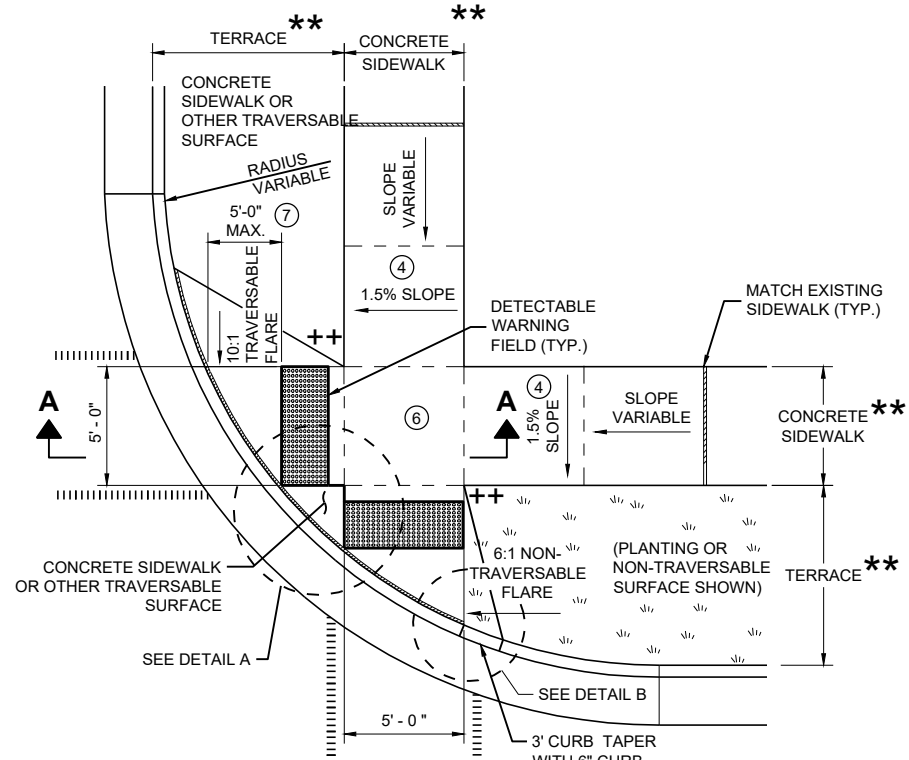 **
TERRACE **
CONCRETE
SIDEWALK
CONCRETE
SIDEWALK OR
OTHER TRAVERSABLE
SURFACE
RADIUS
VARIABLE
5'-0"
MAX.
7
SLOPE
VARIABLE
4
1.5% SLOPE
10:1
TRAVERSABLE
FLARE
++
DETECTABLE
WARNING
FIELD (TYP.)
MATCH EXISTING
SIDEWALK (TYP.)
A
5' - 0"
6
A
4
1.5%
SLOPE
SLOPE
VARIABLE
CONCRETE **
SIDEWALK
++
CONCRETE SIDEWALK
OR OTHER TRAVERSABLE
SURFACE
6:1 NON-
TRAVERSABLE
FLARE
(PLANTING OR
NON-TRAVERSABLE
SURFACE SHOWN)
TERRACE **
SEE DETAIL A
SEE DETAIL B
5' - 0"
3' CURB TAPER
WITH 6" CURB